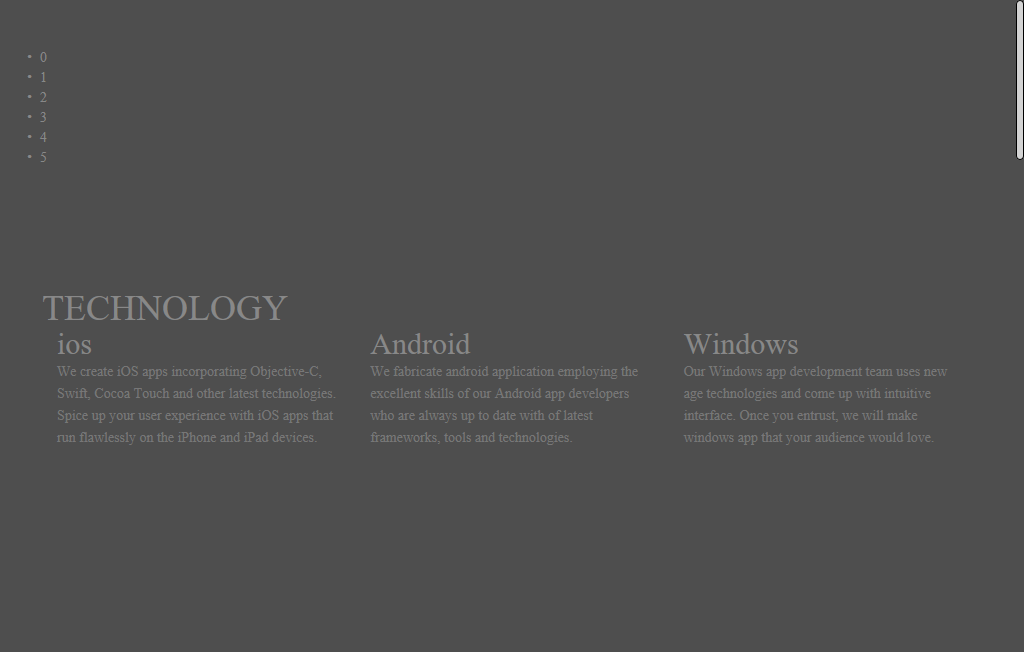 • 0
• 1
• 2
• 3
• 4
• 5
TECHNOLOGY
ios
We create iOS apps incorporating Objective-C,
Swift, Cocoa Touch and other latest technologies.
Spice up your user experience with iOS apps that
run flawlessly on the iPhone and iPad devices.
Android
We fabricate android application employing the
excellent skills of our Android app developers
who are always up to date with of latest
frameworks, tools and technologies.
Windows
Our Windows app development team uses new
age technologies and come up with intuitive
interface. Once you entrust, we will make
windows app that your audience would love.